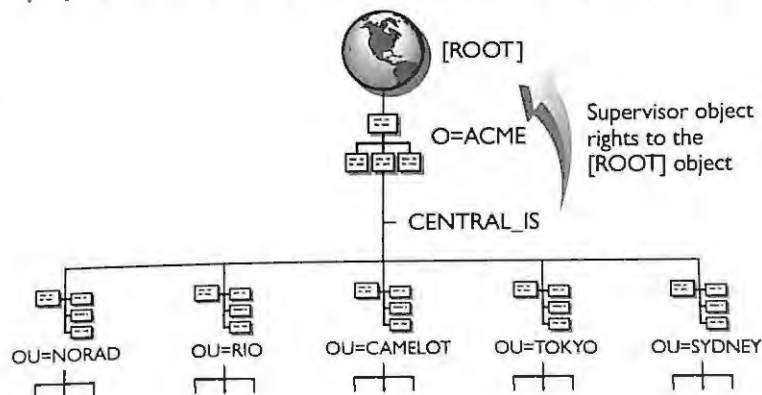 [ROOT]
O=ACME
Supervisor object
rights to the
[ROOT] object
CENTRAL_IS
OU=NORAD
OU=RIO
OU=CAMELOT
OU=TOKYO
OU=SYDNEY